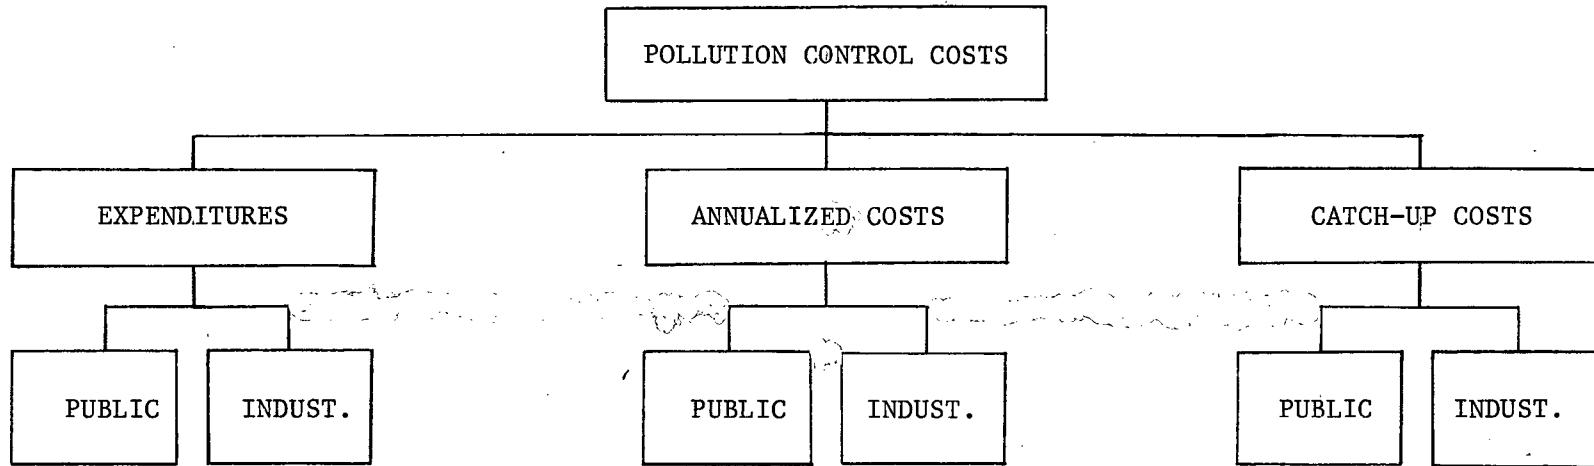 POLLUTION CONTROL COSTS
EXPENDITURES
ANNUALIZED COSTS
CATCH-UP COSTS
PUBLIC
INDUST.
PUBLIC
INDUST.
PUBLIC
INDUST.